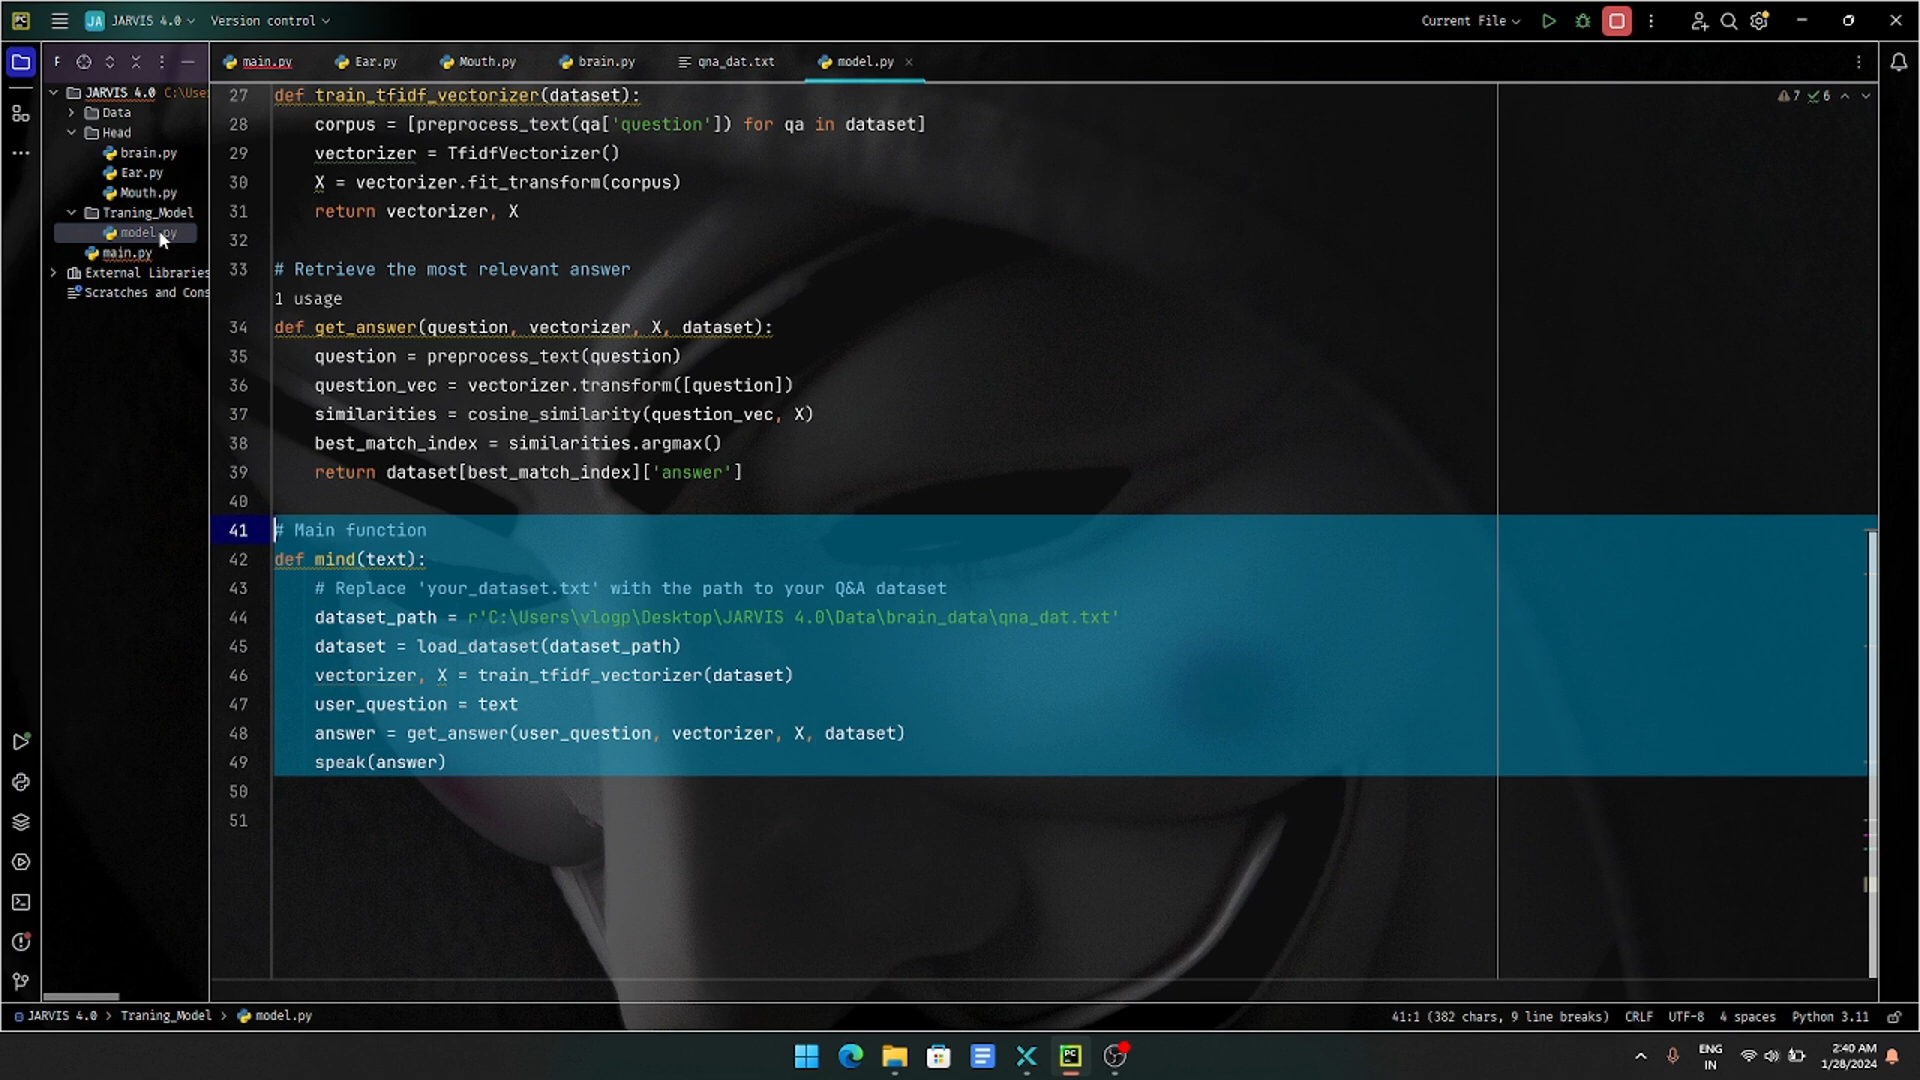 PC JA JARVIS 4.0 Version control Current File
F main.py Ear.py Mouth.py brain.py qna_dat.txt model.py
JARVIS 4.0 C:\Use
Data
Head
brain.py
Ear.py
Mouth.py
Traning_Model
model.py
main.py
External Libraries
Scratches and Cons
7 6
27 def train_tfidf_vectorizer(dataset):
28 corpus = [preprocess_text(qa['question']) for qa in dataset]
29 vectorizer = TfidfVectorizer()
30 X = vectorizer.fit_transform(corpus)
31 return vectorizer, X
32
33 # Retrieve the most relevant answer
1 usage
34 def get_answer(question, vectorizer, X, dataset):
35 question = preprocess_text(question)
36 question_vec = vectorizer.transform([question])
37 similarities = cosine_similarity(question_vec, X)
38 best_match_index = similarities.argmax()
39 return dataset[best_match_index]['answer']
40
41 # Main function
42 def mind(text):
43 # Replace 'your_dataset.txt' with the path to your Q&A dataset
44 dataset_path = r'C:\Users\vlogp\Desktop\JARVIS 4.0\Data\brain_data\qna_dat.txt'
45 dataset = load_dataset(dataset_path)
46 vectorizer, X = train_tfidf_vectorizer(dataset)
47 user_question = text
48 answer = get_answer(user_question, vectorizer, X, dataset)
49 speak(answer)
50
51
JARVIS 4.0 > Traning_Model > model.py 41:1 (382 chars, 9 line breaks) CRLF UTF-8 4 spaces Python 3.11
PC ENG 2:40 AM
IN 1/28/2024